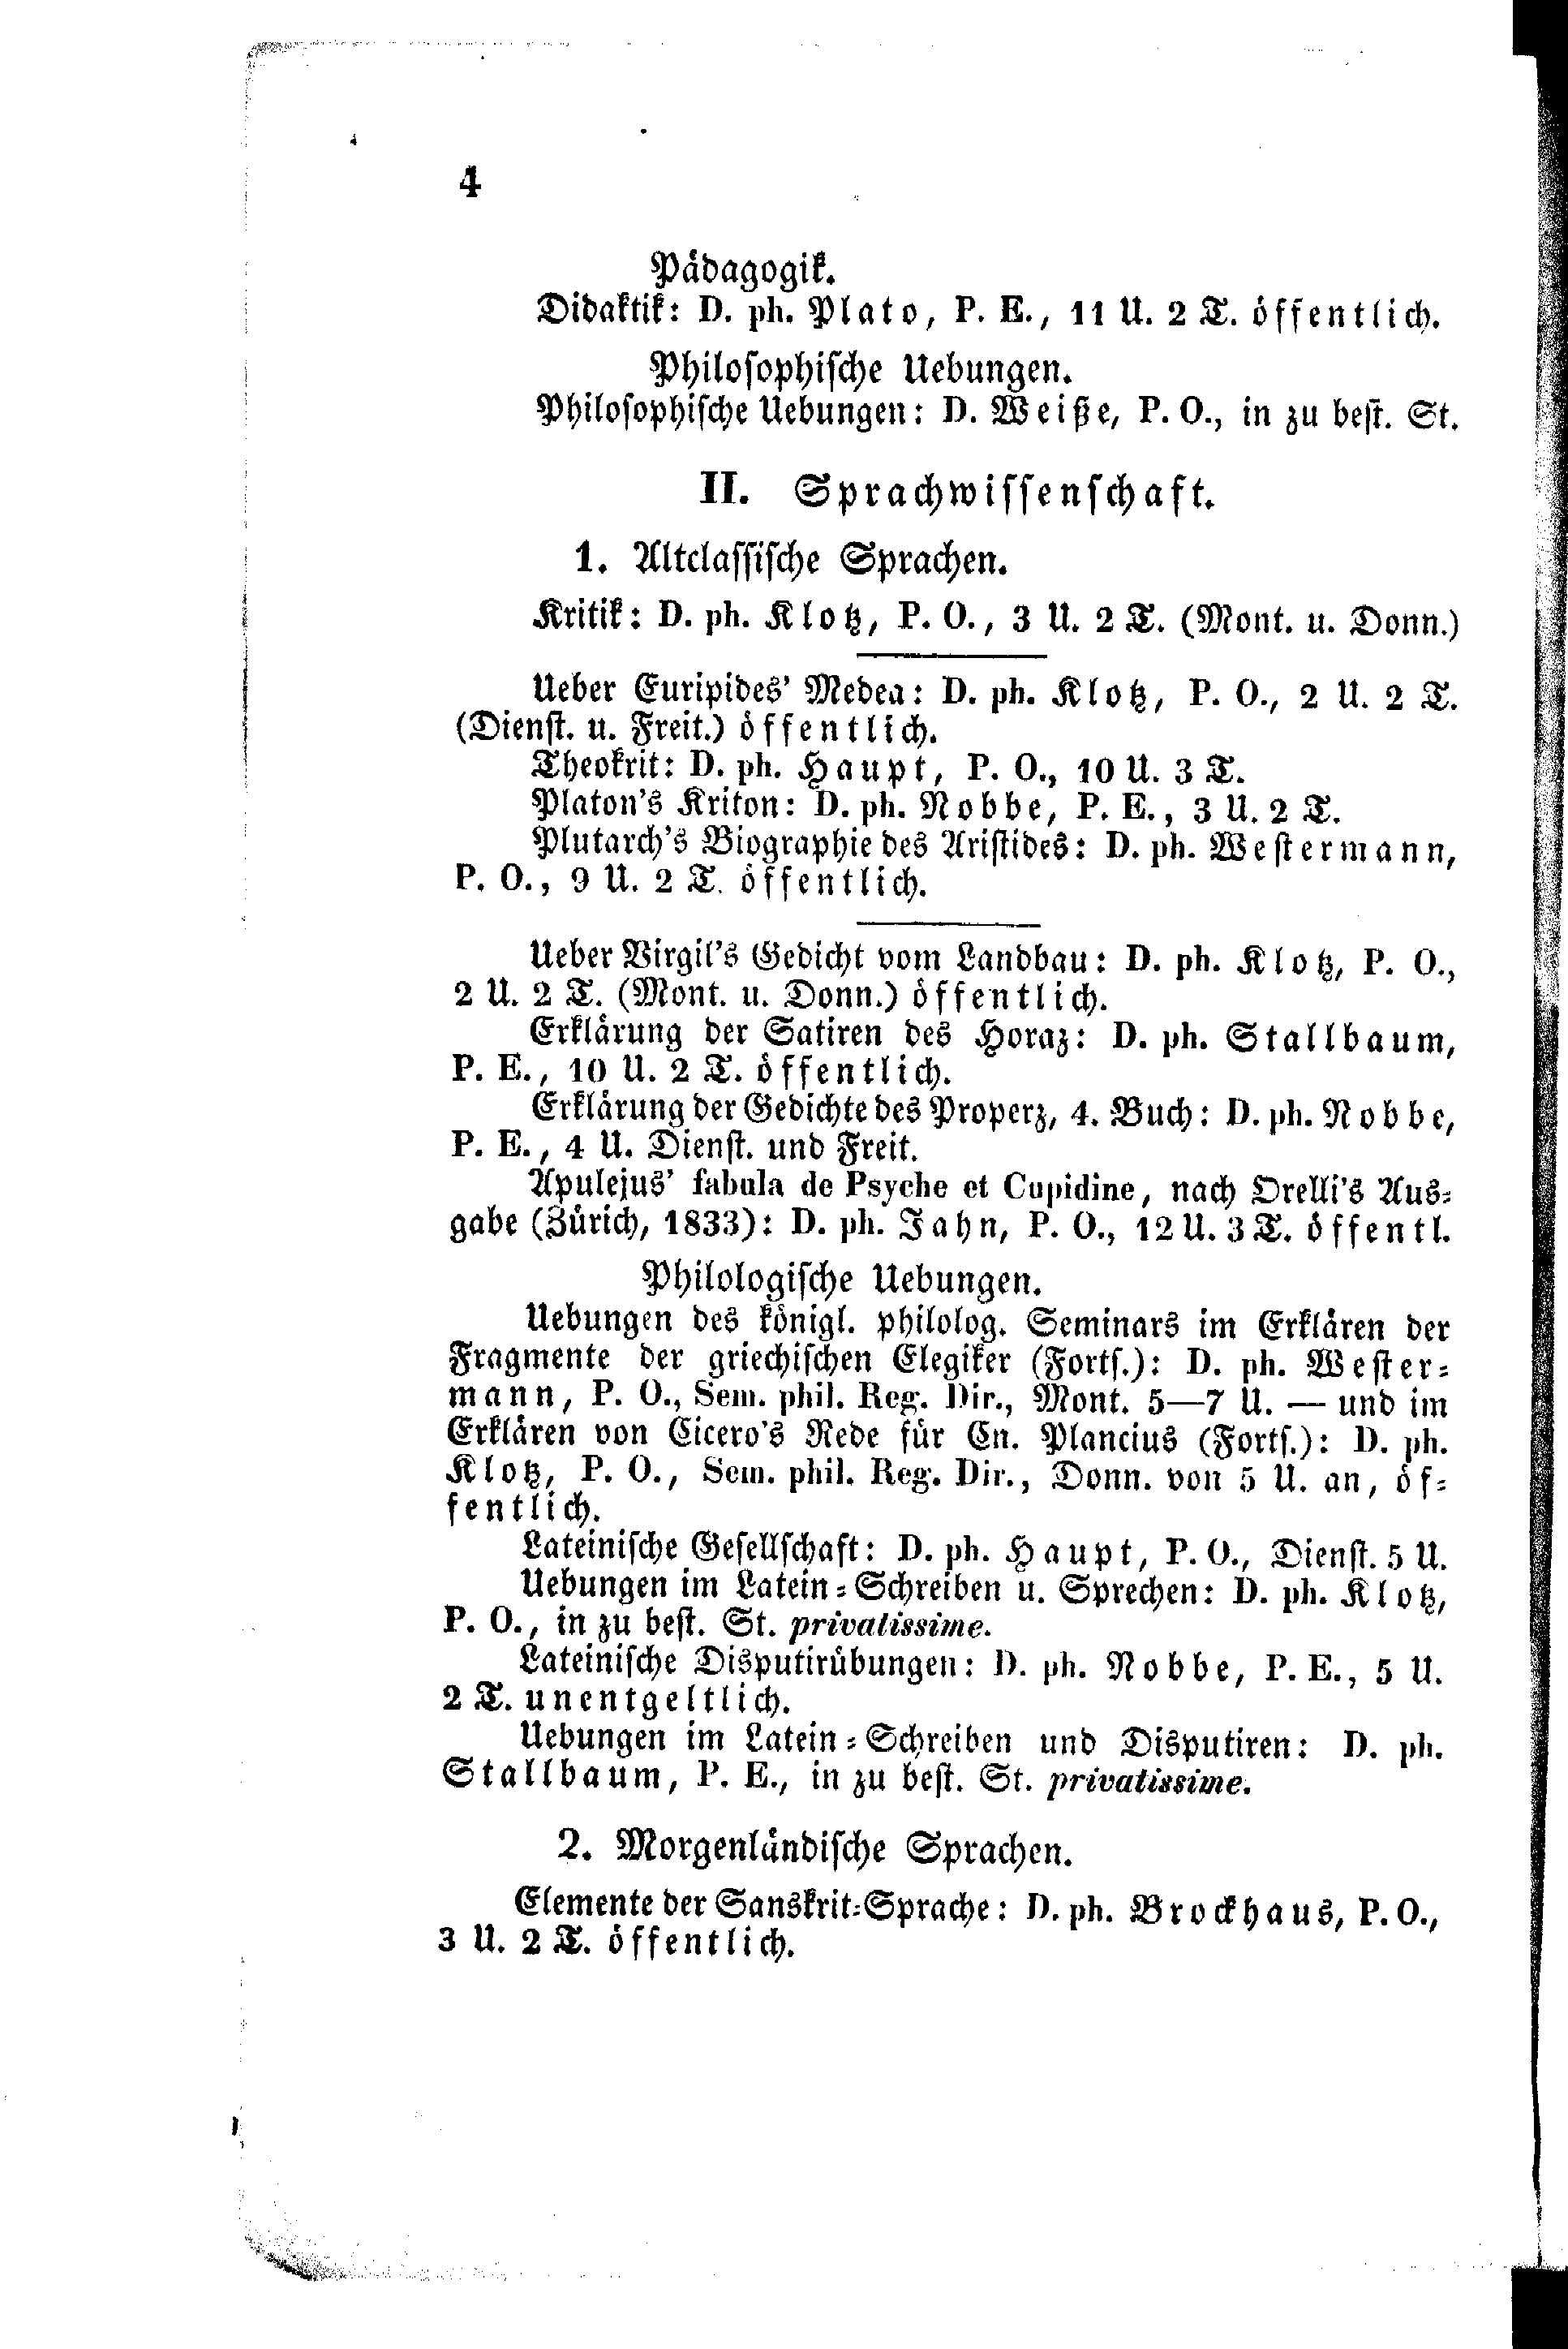 4
Pädagogik.
Didaktik: D. ph. Plato, P. E., 11 U. 2 T. öffentlich.
Philosophische Uebungen.
Philosophische Uebungen: D. Weiße, P. O., in zu best. St.
II. Sprachwissenschaft.
1. Altclassische Sprachen.
Kritik: D. ph. Klotz, P. O., 3 U. 2 T. (Mont. u. Donn.)
Ueber Euripides' Medea: D. ph. Klotz, P. O., 2 U. 2 T.
(Dienst. u. Freit.) öffentlich.
Theokrit: D. ph. Haupt, P. O., 10 U. 3 T.
Platon's Kriton: D. ph. Nobbe, P. E., 3 U. 2 T.
Plutarch's Biographie des Aristides: D. ph. Westermann,
P. O., 9 U. 2 T. öffentlich.
Ueber Virgil's Gedicht vom Landbau: D. ph. Klotz, P. O.,
2 U. 2 T. (Mont. u. Donn.) öffentlich.
Erklärung der Satiren des Horaz: D. ph. Stallbaum,
P. E., 10 U. 2 T. öffentlich.
Erklärung der Gedichte des Properz, 4. Buch: D. ph. Nobbe,
P. E., 4 U. Dienst. und Freit.
Apulejus' fabula de Psyche et Cupidine, nach Orelli's Aus-
gabe (Zürich, 1833): D. ph. Jahn, P. O., 12 U. 3 T. öffentl.
Philologische Uebungen.
Uebungen des königl. philolog. Seminars im Erklären der
Fragmente der griechischen Elegiker (Forts.): D. ph. Wester-
mann, P. O., Sem. phil. Reg. Dir., Mont. 5—7 U. — und im
Erklären von Cicero's Rede für Cn. Plancius (Forts.): D. ph.
Klotz, P. O., Sem. phil. Reg. Dir., Donn. von 5 U. an, öf-
fentlich.
Lateinische Gesellschaft: D. ph. Haupt, P. O., Dienst. 5 U.
Uebungen im Latein-Schreiben u. Sprechen: D. ph. Klotz,
P. O., in zu best. St. privatissime.
Lateinische Disputirübungen: D. ph. Nobbe, P. E., 5 U.
2 T. unentgeltlich.
Uebungen im Latein-Schreiben und Disputiren: D. ph.
Stallbaum, P. E., in zu best. St. privatissime.
2. Morgenländische Sprachen.
Elemente der Sanskrit-Sprache: D. ph. Brockhaus, P. O.,
3 U. 2 T. öffentlich.